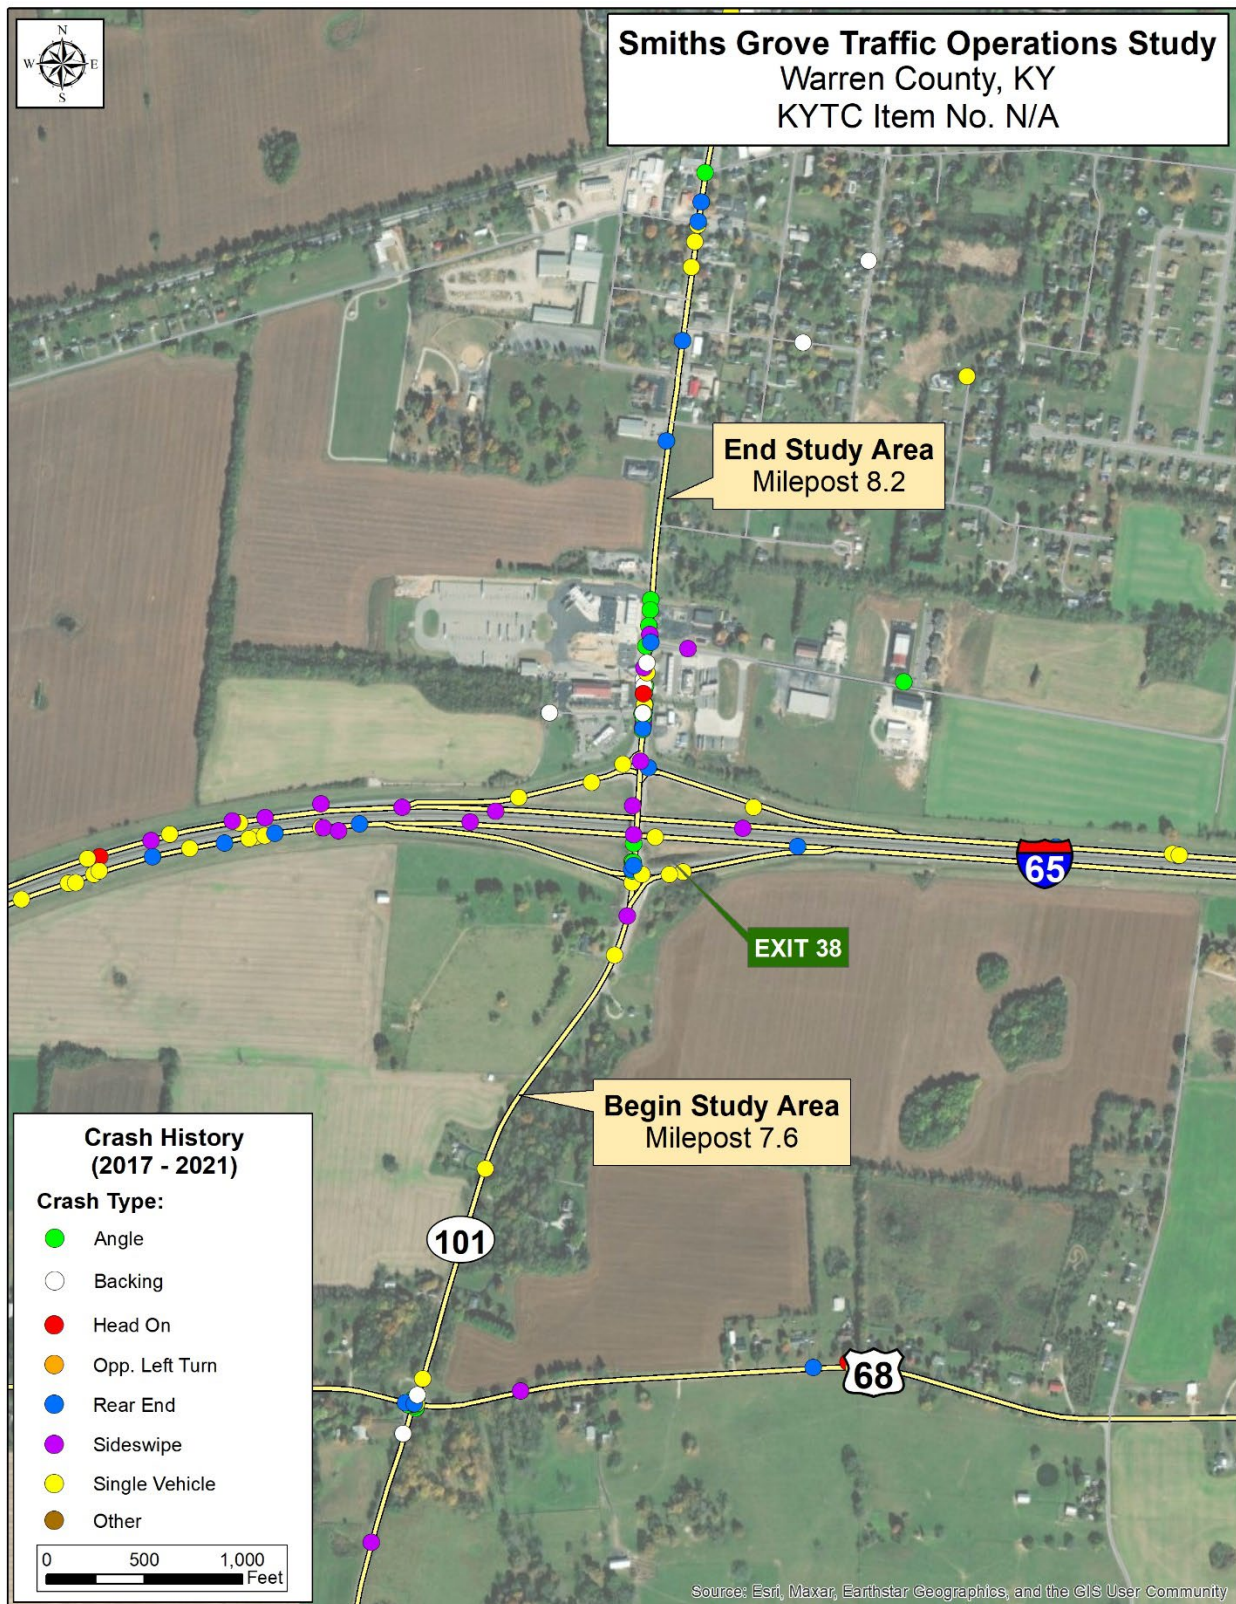 N
W E
S
Smiths Grove Traffic Operations Study
Warren County, KY
KYTC Item No. N/A
End Study Area
Milepost 8.2
65
EXIT 38
Begin Study Area
Milepost 7.6
101
68
Crash History
(2017 - 2021)
Crash Type:
Angle
Backing
Head On
Opp. Left Turn
Rear End
Sideswipe
Single Vehicle
Other
0 500 1,000
Feet
Source: Esri, Maxar, Earthstar Geographics, and the GIS User Community